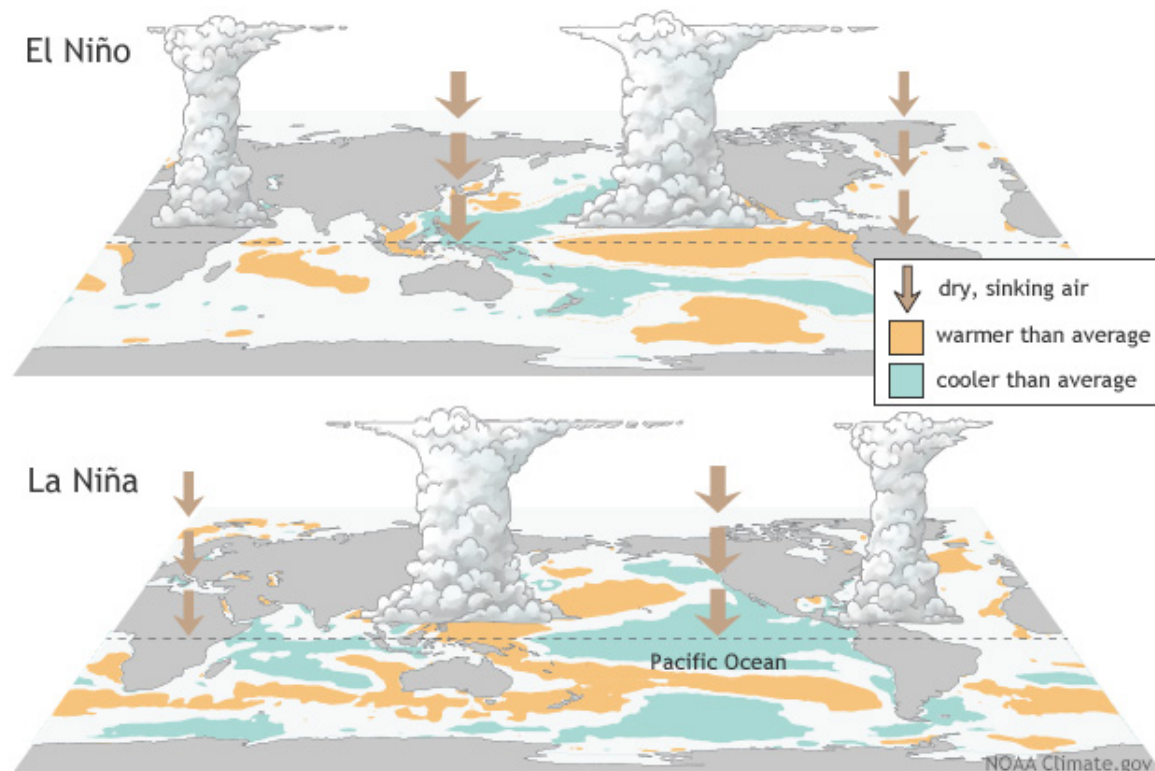 El Niño
dry, sinking air
warmer than average
cooler than average
La Niña
Pacific Ocean
NOAA Climate.gov